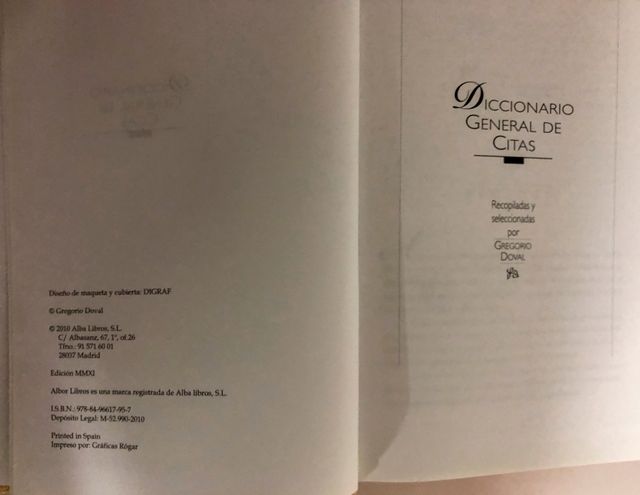 Diseño de maqueta y cubierta: DIGRAF
© Gregorio Doval
© 2010 Alba Libros, S.L.
C/ Albasanz, 67, 1º, of.26
Tfno.: 91 571 60 01
28037 Madrid
Edición MMXI
Albor Libros es una marca registrada de Alba libros, S.L.
I.S.B.N.: 978-84-96617-95-7
Depósito Legal: M-52.990-2010
Printed in Spain
Impreso por: Gráficas Rógar
DICCIONARIO
GENERAL DE
CITAS
Recopiladas y
seleccionadas
por
GREGORIO
DOVAL